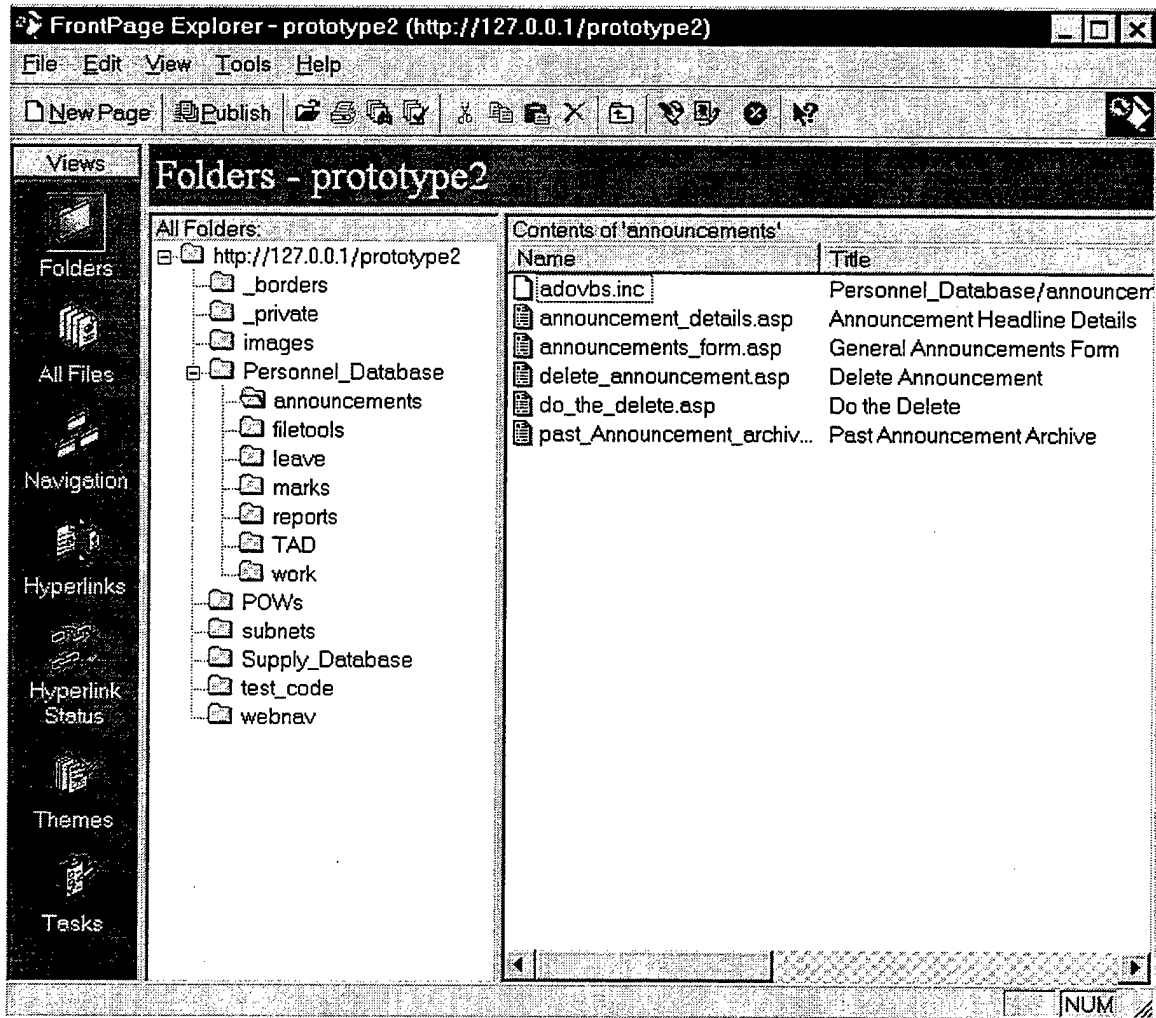 FrontPage Explorer - prototype2 (http://127.0.0.1/prototype2)
File Edit View Tools Help
New Page Publish
Views
Folders - prototype2
Folders
All Files
Navigation
Hyperlinks
Hyperlink
Status
Themes
Tasks
All Folders:
http://127.0.0.1/prototype2
_borders
_private
images
Personnel_Database
announcements
filetools
leave
marks
reports
TAD
work
POWs
subnets
Supply_Database
test_code
webnav
Contents of 'announcements'
Name Title
adovbs.inc Personnel_Database/announcem
announcement_details.asp Announcement Headline Details
announcements_form.asp General Announcements Form
delete_announcement.asp Delete Announcement
do_the_delete.asp Do the Delete
past_Announcement_archiv... Past Announcement Archive
NUM